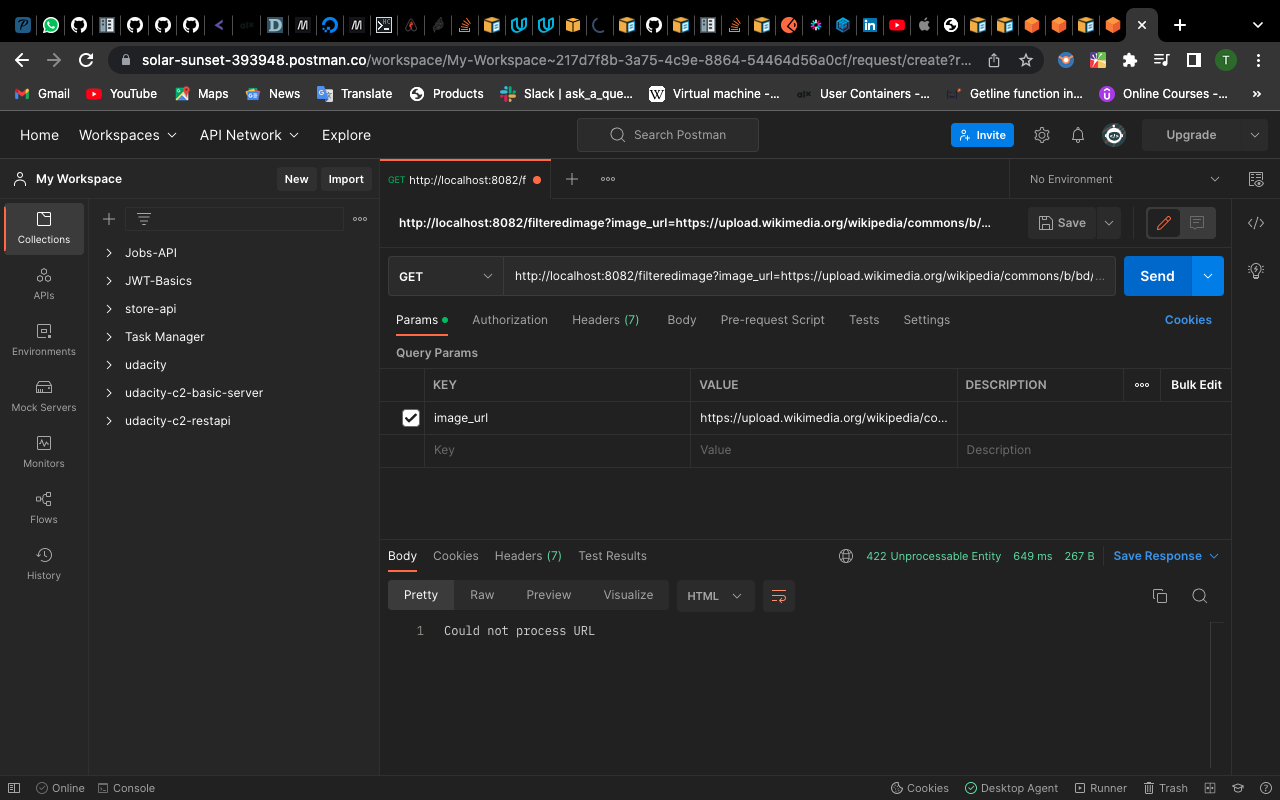 solar-sunset-393948.postman.co/workspace/My-Workspace~217d7f8b-3a75-4c9e-8864-54464d56a0cf/request/create?r...
T
Gmail YouTube Maps News Translate Products Slack | ask_a_que... Virtual machine -... User Containers -... Getline function in... Online Courses -... »
Home Workspaces API Network Explore Search Postman Invite Upgrade
My Workspace New Import GET http://localhost:8082/f No Environment
Collections
APIs
Environments
Mock Servers
Monitors
Flows
History
Jobs-API
JWT-Basics
store-api
Task Manager
udacity
udacity-c2-basic-server
udacity-c2-restapi
http://localhost:8082/filteredimage?image_url=https://upload.wikimedia.org/wikipedia/commons/b/... Save
GET http://localhost:8082/filteredimage?image_url=https://upload.wikimedia.org/wikipedia/commons/b/bd/... Send
Params Authorization Headers (7) Body Pre-request Script Tests Settings Cookies
Query Params
KEY VALUE DESCRIPTION Bulk Edit
image_url https://upload.wikimedia.org/wikipedia/co...
Key Value Description
Body Cookies Headers (7) Test Results 422 Unprocessable Entity 649 ms 267 B Save Response
Pretty Raw Preview Visualize HTML
1 Could not process URL
Online Console Cookies Desktop Agent Runner Trash